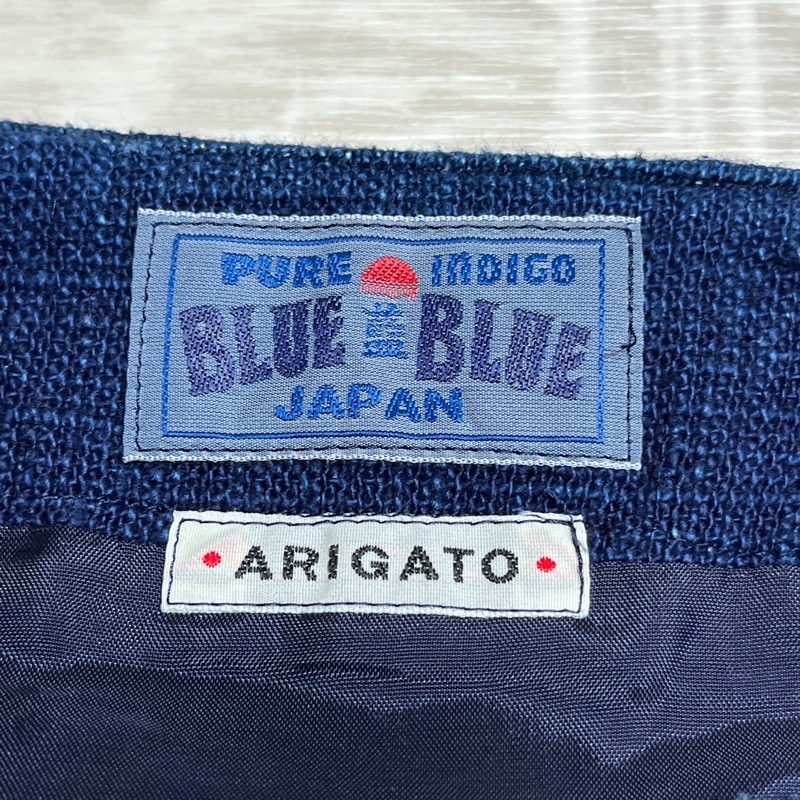 PURE INDIGO
BLUE BLUE
JAPAN
• ARIGATO •